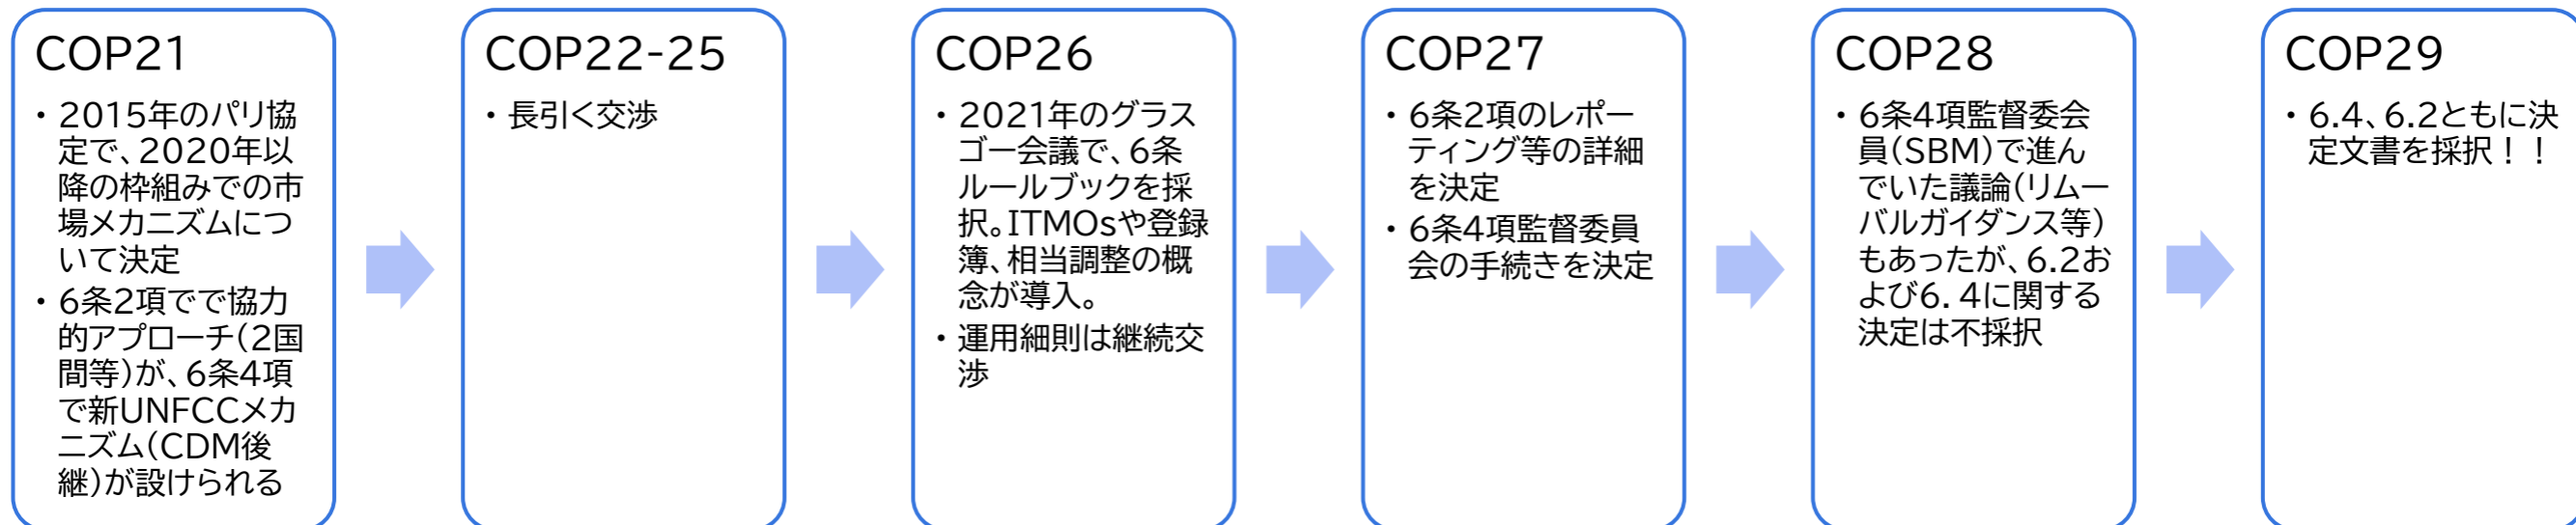 COP21
・2015年のパリ協
定で、2020年以
降の枠組みでの市
場メカニズムにつ
いて決定
・6条2項でで協力
的アプローチ(2国
間等)が、6条4項
で新UNFCCメカ
ニズム(CDM後
継)が設けられる
COP22-25
・長引く交渉
COP26
・2021年のグラス
ゴー会議で、6条
ルールブックを採
択。ITMOsや登録
簿、相当調整の概
念が導入。
・運用細則は継続交
渉
COP27
・6条2項のレポー
ティング等の詳細
を決定
・6条4項監督委員
会の手続きを決定
COP28
・6条4項監督委員会
員(SBM)で進ん
でいた議論(リムー
バルガイダンス等)
もあったが、6.2お
よび6.4に関する
決定は不採択
COP29
・6.4、6.2ともに決
定文書を採択!!